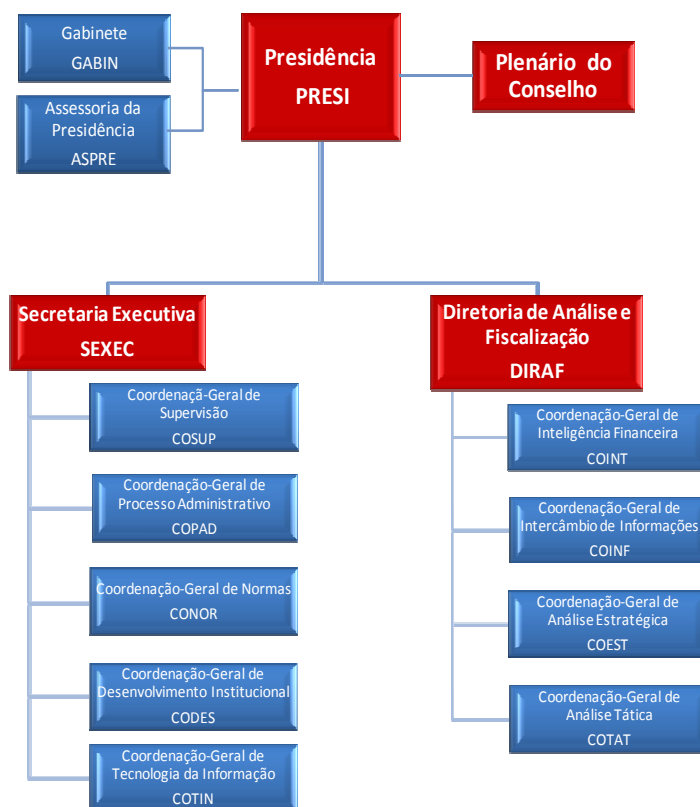 Gabinete
GABIN
Assessoria da
Presidência
ASPRE
Presidência
PRESI
Plenário do
Conselho
Secretaria Executiva
SEXEC
Coordenaçã-Geral de
Supervisão
COSUP
Coordenação-Geral de
Processo Administrativo
COPAD
Coordenação-Geral de Normas
CONOR
Coordenação-Geral de
Desenvolvimento Institucional
CODES
Coordenação-Geral de
Tecnologia da Informação
COTIN
Diretoria de Análise e
Fiscalização
DIRAF
Coordenação-Geral de
Inteligência Financeira
COINT
Coordenação-Geral de
Intercâmbio de Informações
COINF
Coordenação-Geral de
Análise Estratégica
COEST
Coordenação-Geral de
Análise Tática
COTAT